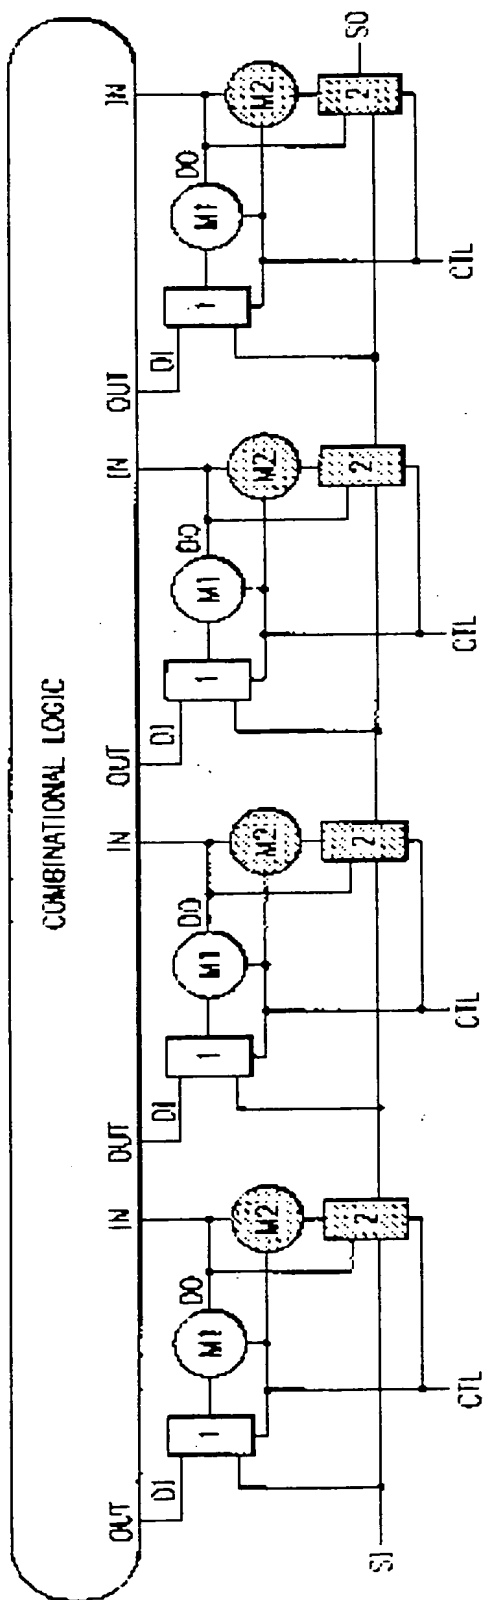 COMBINATIONAL LOGIC
OUT IN OUT IN OUT IN OUT IN
DI DO DI DO DI DO DI DO
1 M1 M2 1 M1 M2 1 M1 M2 1 M1 M2
2 2 2 2
SI SO
CTL CTL CTL CTL